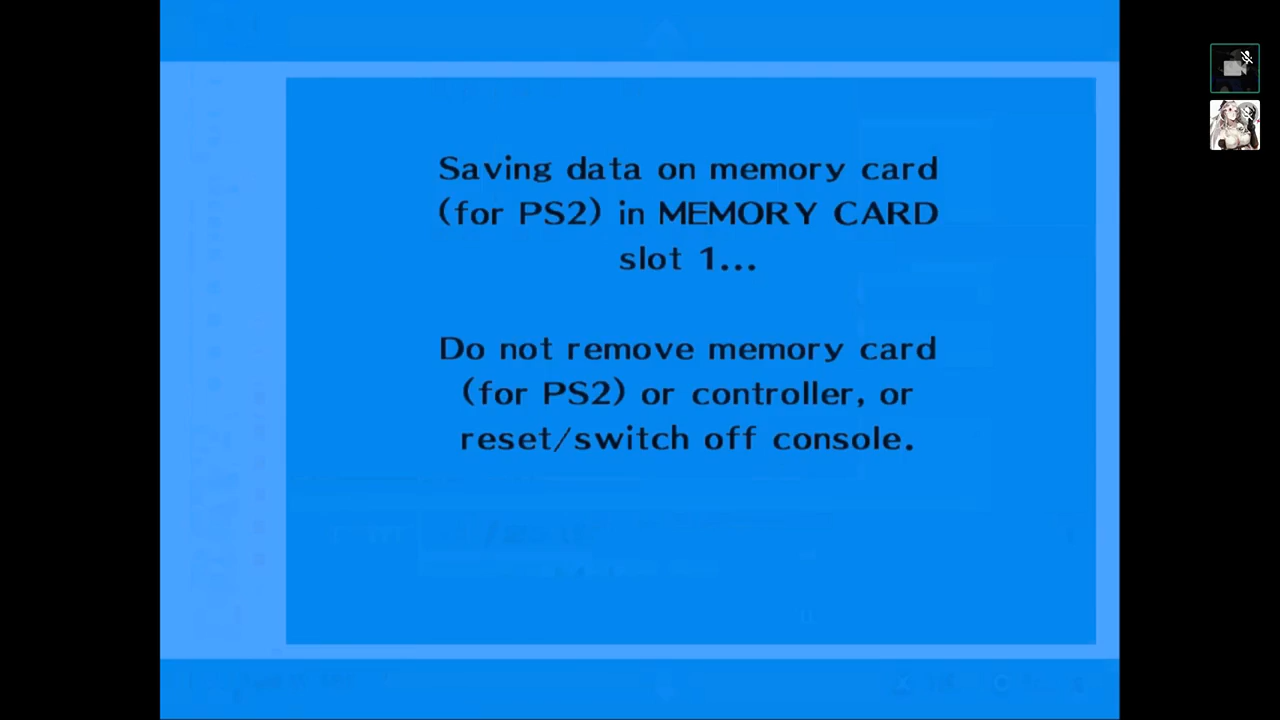 Saving data on memory card
(for PS2) in MEMORY CARD
slot 1...
Do not remove memory card
(for PS2) or controller, or
reset/switch off console.